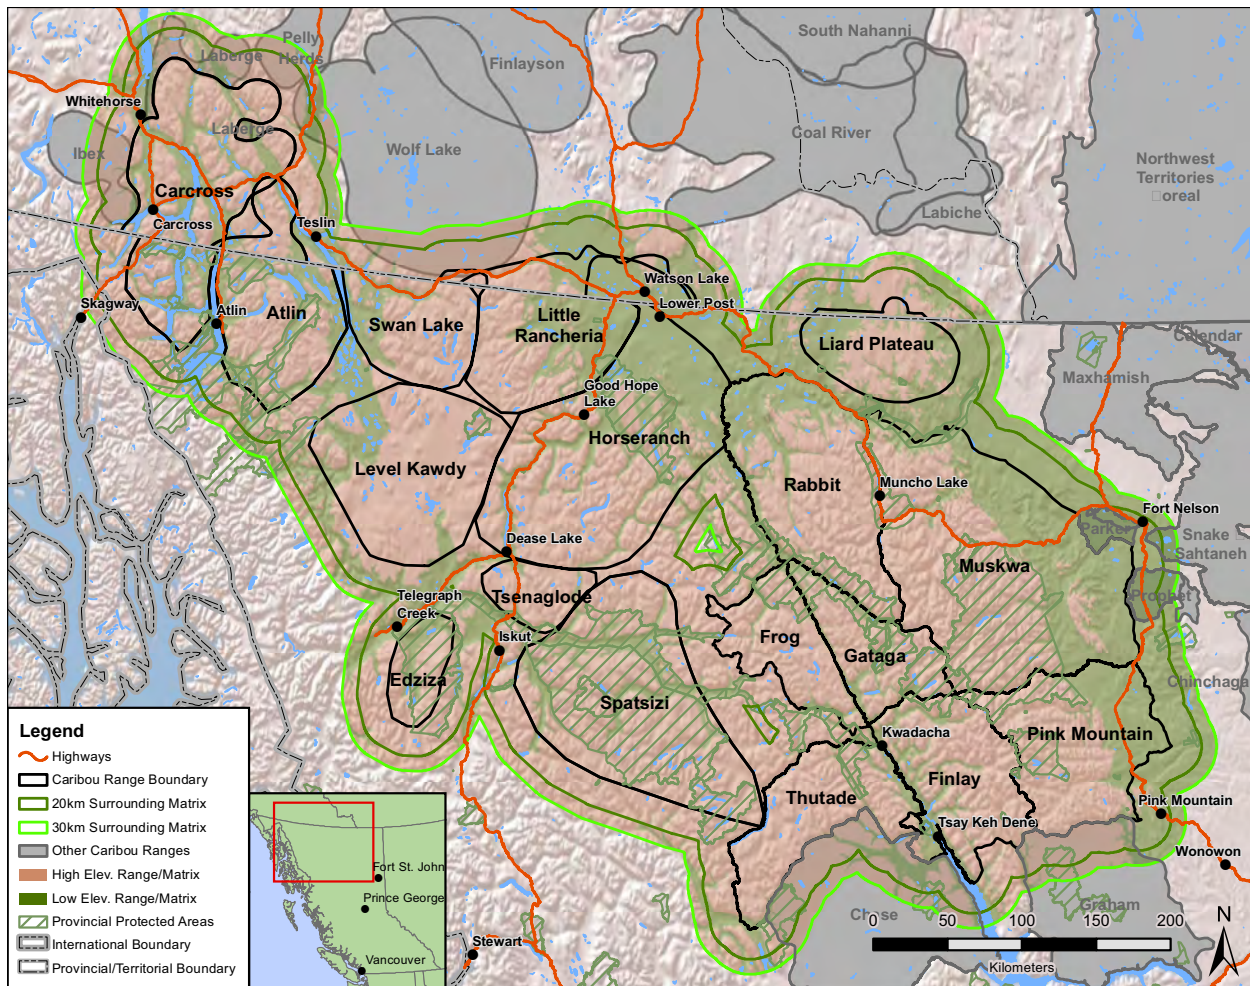 Pelly
Herds
Laberge
South Nahanni
Finlayson
Whitehorse
Laberge
Coal River
Ibex
Wolf Lake
Northwest
Territories
oreal
Carcross
Carcross
Labiche
Teslin
Watson Lake
Skagway
Atlin
Atlin
Swan Lake
Little
Rancheria
Lower Post
Liard Plateau
Calendar
Maxhamish
Good Hope
Lake
Horseranch
Level Kawdy
Rabbit
Muncho Lake
Fort Nelson
Parker
Snake
Sahtaneh
Dease Lake
Muskwa
Tsenaglode
Telegraph
Creek
Prophet
Iskut
Frog
Gataga
Edziza
Spatsizi
Chinchaga
Kwadacha
Pink Mountain
Finlay
Thutade
Pink Mountain
Tsay Keh Dene
Wonowon
Chase
Graham
Stewart
Legend
Highways
Caribou Range Boundary
20km Surrounding Matrix
30km Surrounding Matrix
Other Caribou Ranges
High Elev. Range/Matrix
Low Elev. Range/Matrix
Provincial Protected Areas
International Boundary
Provincial/Territorial Boundary
Fort St. John
Prince George
Vancouver
0 50 100 150 200
Kilometers
N